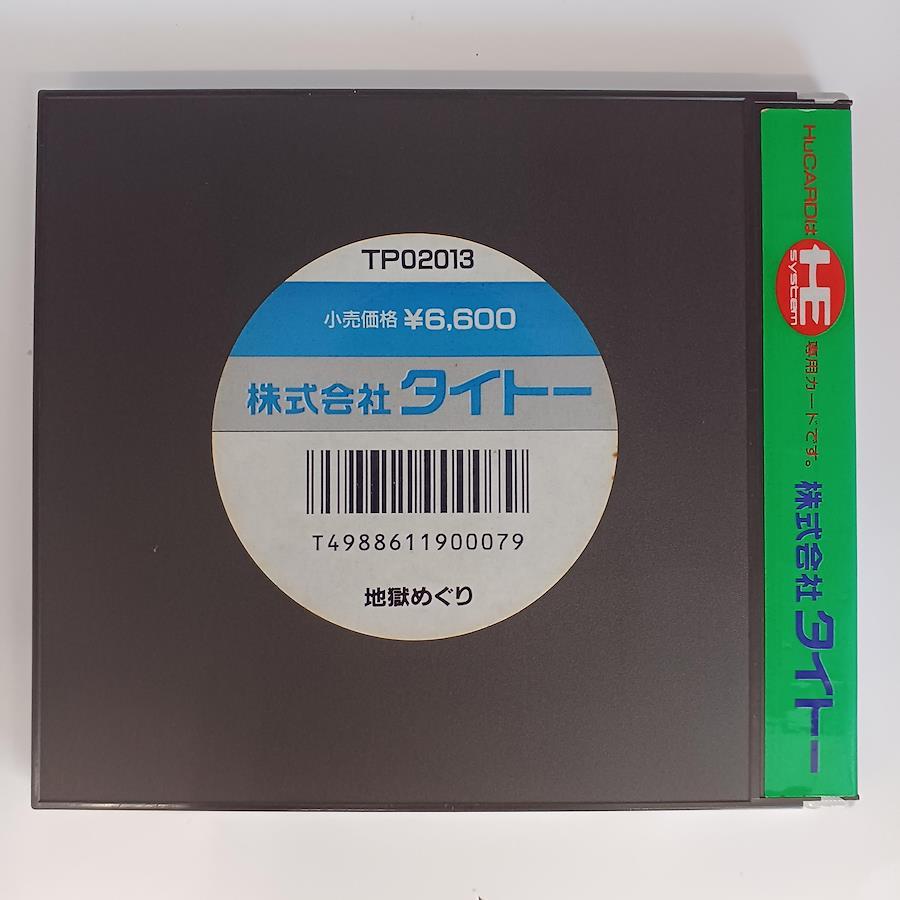 TP02013
小売価格 ¥6,600
株式会社 タイトー
T4988611900079
地獄めぐり
HuCARDは HE system 専用カードです。 株式会社 タイトー